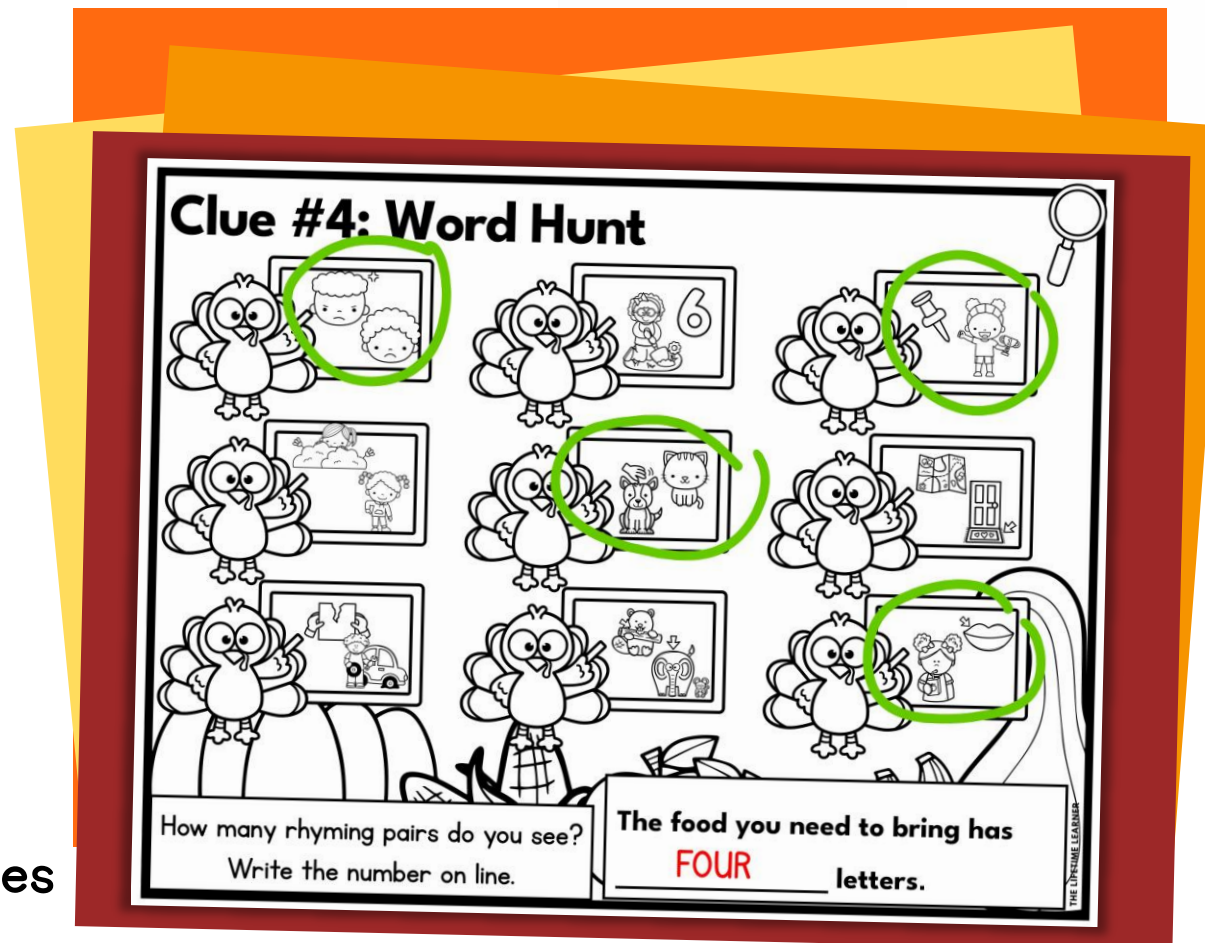 Clue #4: Word Hunt
6
How many rhyming pairs do you see?
Write the number on line.
The food you need to bring has
FOUR
letters.
THE LIFETIME LEARNER
es